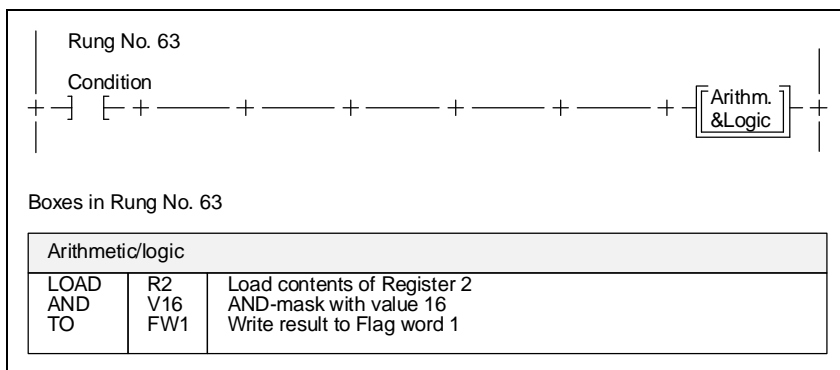 Rung No. 63
Condition
Arithm.
&Logic
Boxes in Rung No. 63
Arithmetic/logic
LOAD R2 Load contents of Register 2
AND V16 AND-mask with value 16
TO FW1 Write result to Flag word 1